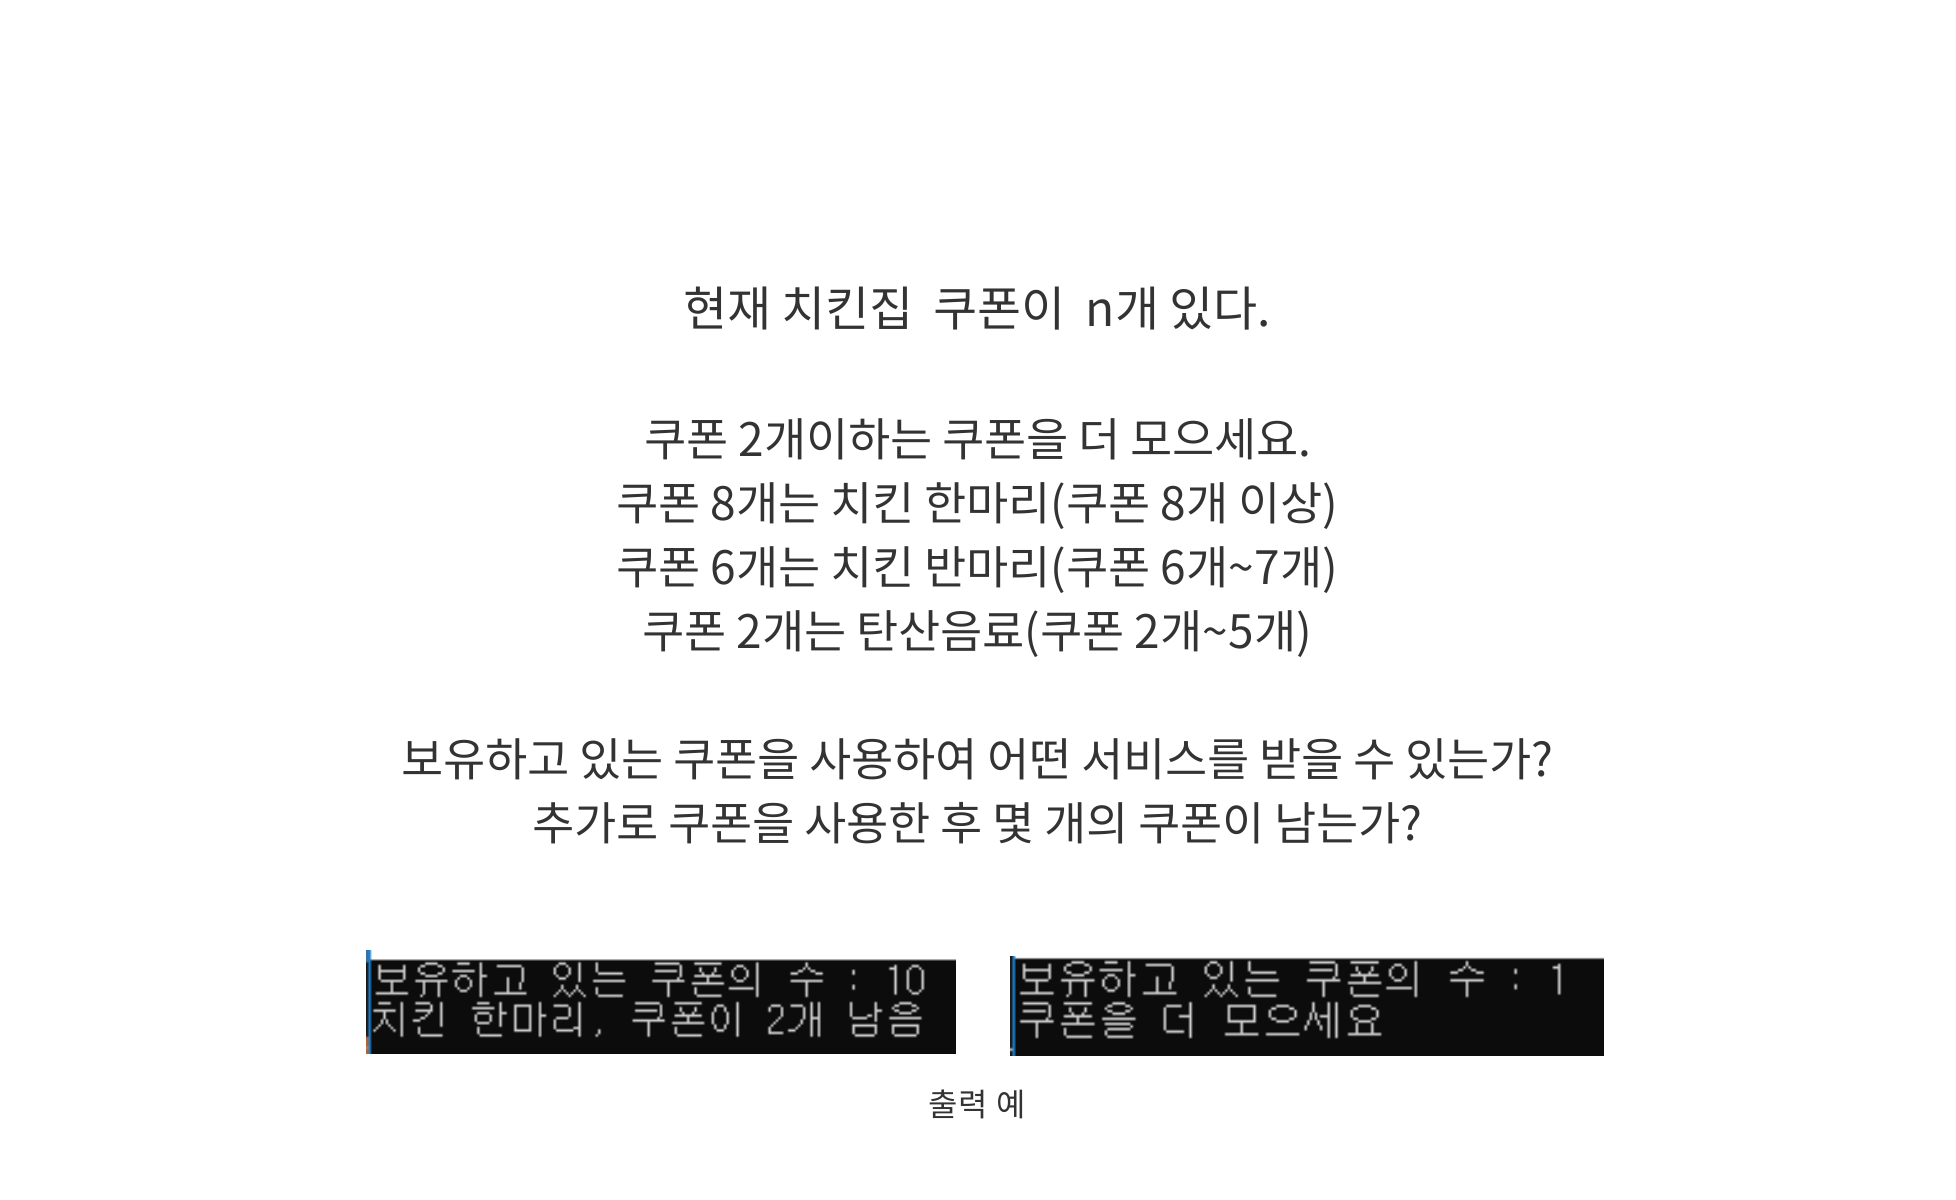 현재 치킨집 쿠폰이 n개 있다.
쿠폰 2개이하는 쿠폰을 더 모으세요.
쿠폰 8개는 치킨 한마리(쿠폰 8개 이상)
쿠폰 6개는 치킨 반마리(쿠폰 6개~7개)
쿠폰 2개는 탄산음료(쿠폰 2개~5개)
보유하고 있는 쿠폰을 사용하여 어떤 서비스를 받을 수 있는가?
추가로 쿠폰을 사용한 후 몇 개의 쿠폰이 남는가?
보유하고 있는 쿠폰의 수 : 10
치킨 한마리, 쿠폰이 2개 남음
보유하고 있는 쿠폰의 수 : 1
쿠폰을 더 모으세요
출력 예